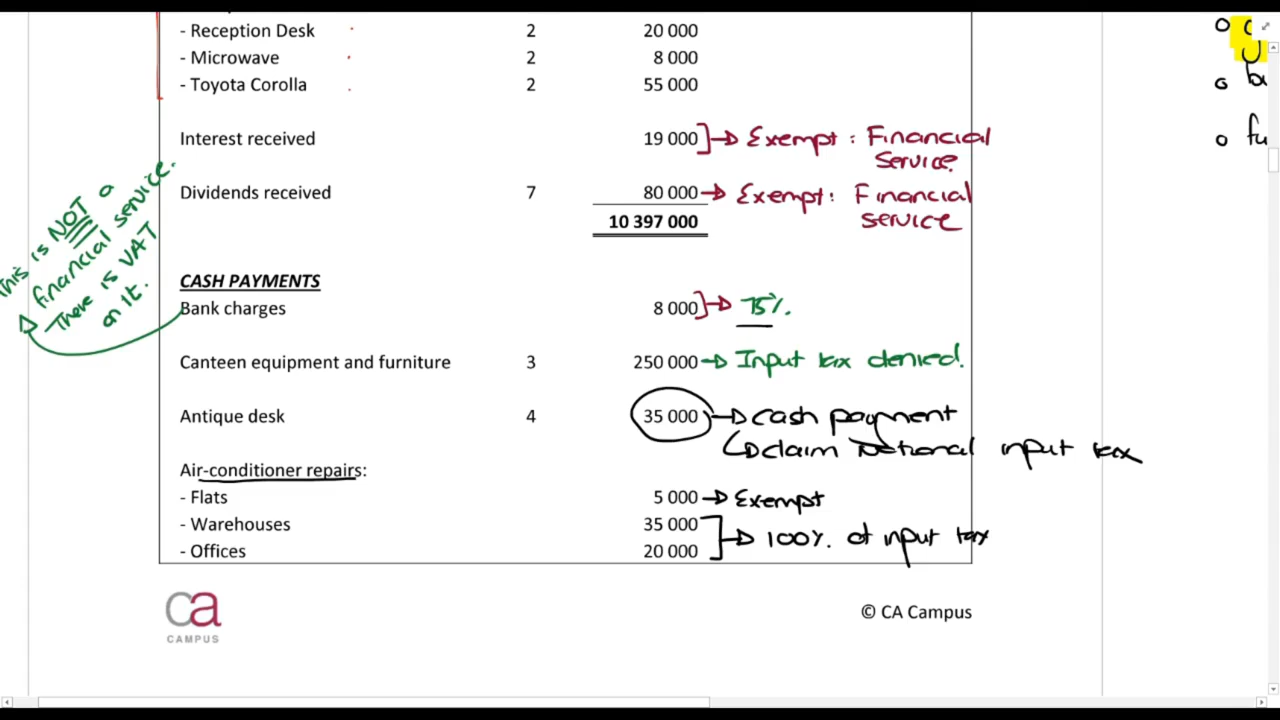 - Reception Desk 2 20 000
- Microwave 2 8 000
- Toyota Corolla 2 55 000
Interest received 19 000 → Exempt : Financial
service.
Dividends received 7 80 000 → Exempt : Financial
service
10 397 000
This is NOT a
financial service.
There is VAT
on it.
CASH PAYMENTS
Bank charges 8 000 → 75%.
Canteen equipment and furniture 3 250 000 → Input tax denied.
Antique desk 4 35 000 → cash payment
↳ claim Notional input tax
Air-conditioner repairs:
- Flats 5 000 → Exempt
- Warehouses 35 000
→ 100%. of input tax
- Offices 20 000
ca
CAMPUS
© CA Campus